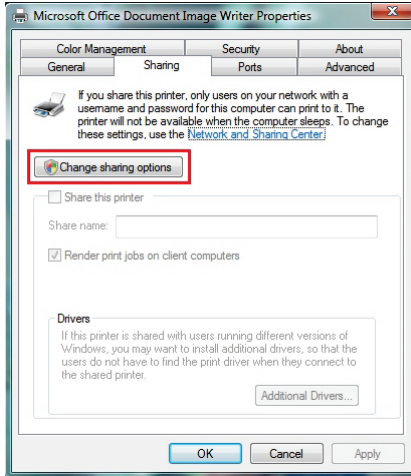 Microsoft Office Document Image Writer Properties
Color Management Security About
General Sharing Ports Advanced
If you share this printer, only users on your network with a
username and password for this computer can print to it. The
printer will not be available when the computer sleeps. To change
these settings, use the Network and Sharing Center.
Change sharing options
Share this printer
Share name:
Render print jobs on client computers
Drivers
If this printer is shared with users running different versions of
Windows, you may want to install additional drivers, so that the
users do not have to find the print driver when they connect to
the shared printer.
Additional Drivers...
OK Cancel Apply